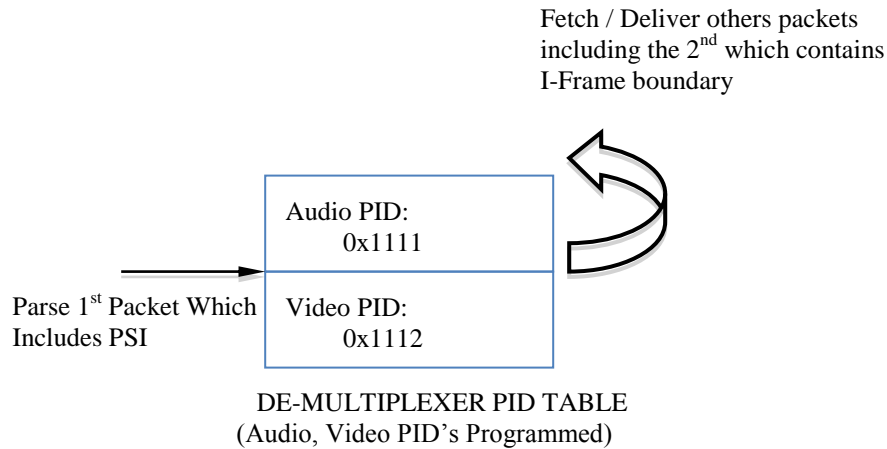 Fetch / Deliver others packets
including the 2nd which contains
I-Frame boundary
Audio PID:
0x1111
Parse 1st Packet Which
Includes PSI
Video PID:
0x1112
DE-MULTIPLEXER PID TABLE
(Audio, Video PID's Programmed)